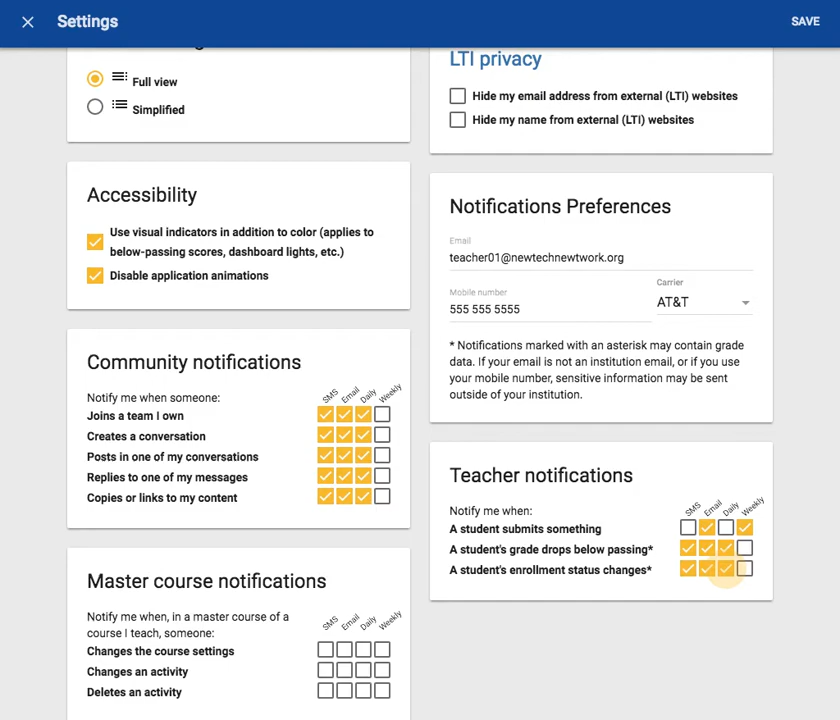 Settings
SAVE
Full view
Simplified
Accessibility
Use visual indicators in addition to color (applies to
below-passing scores, dashboard lights, etc.)
Disable application animations
Community notifications
Notify me when someone:
SMS Email Daily Weekly
Joins a team I own
Creates a conversation
Posts in one of my conversations
Replies to one of my messages
Copies or links to my content
Master course notifications
Notify me when, in a master course of a
course I teach, someone:
SMS Email Daily Weekly
Changes the course settings
Changes an activity
Deletes an activity
LTI privacy
Hide my email address from external (LTI) websites
Hide my name from external (LTI) websites
Notifications Preferences
Email
teacher01@newtechnewtwork.org
Mobile number
555 555 5555
Carrier
AT&T
* Notifications marked with an asterisk may contain grade
data. If your email is not an institution email, or if you use
your mobile number, sensitive information may be sent
outside of your institution.
Teacher notifications
Notify me when:
SMS Email Daily Weekly
A student submits something
A student's grade drops below passing*
A student's enrollment status changes*